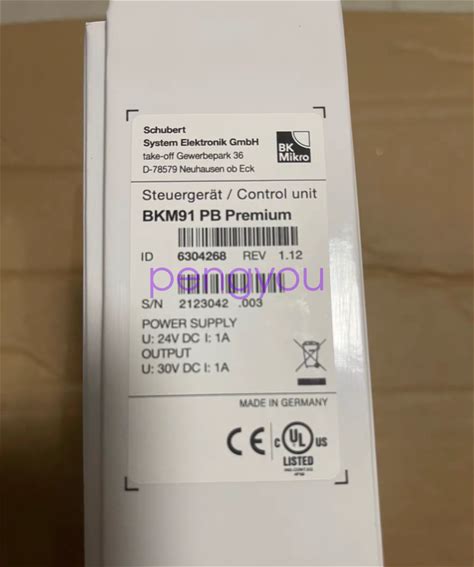 Schubert
System Elektronik GmbH
take-off Gewerbepark 36
D-78579 Neuhausen ob Eck
BK
Mikro
Steuergerät / Control unit
BKM91 PB Premium
ID 6304268 REV 1.12
pengyou
S/N 2123042 .003
POWER SUPPLY
U: 24V DC I: 1A
OUTPUT
U: 30V DC I: 1A
MADE IN GERMANY
CE
C UL US
LISTED